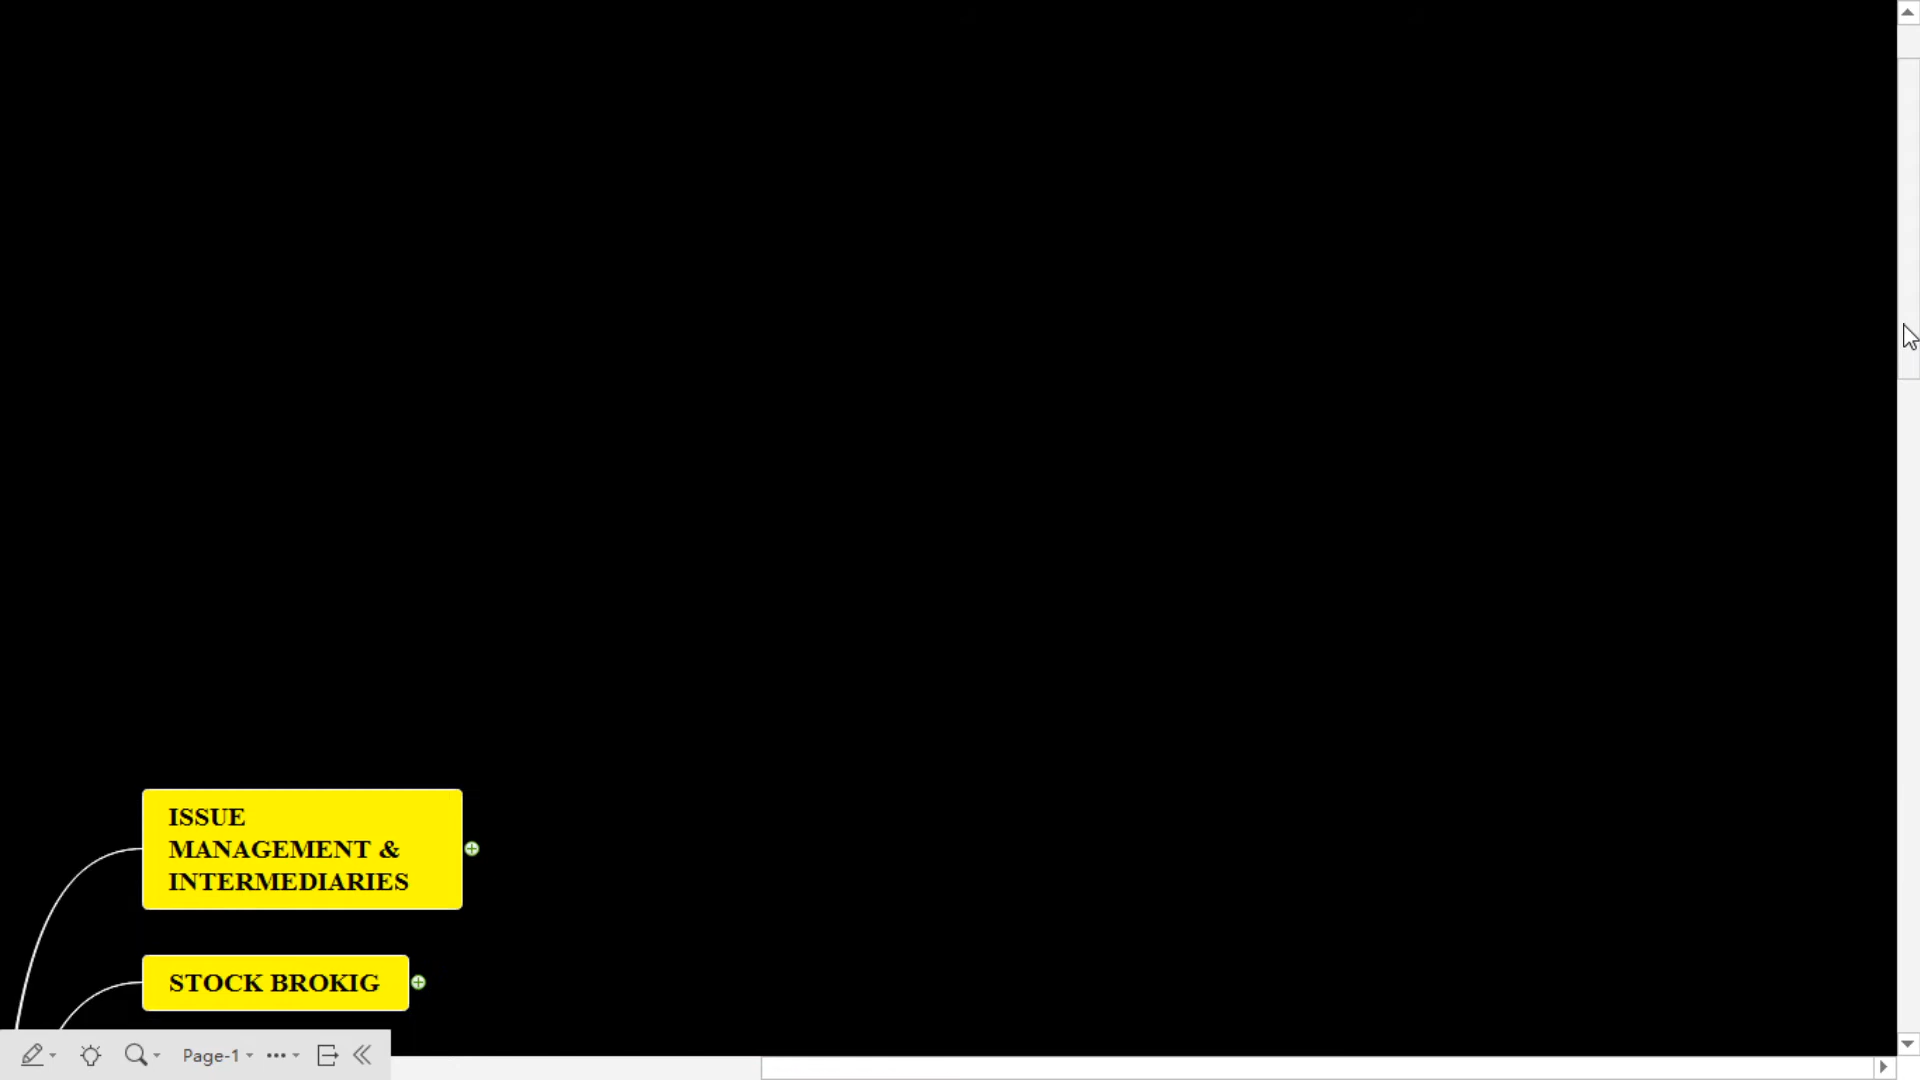 ISSUE
MANAGEMENT &
INTERMEDIARIES
STOCK BROKIG
Page-1